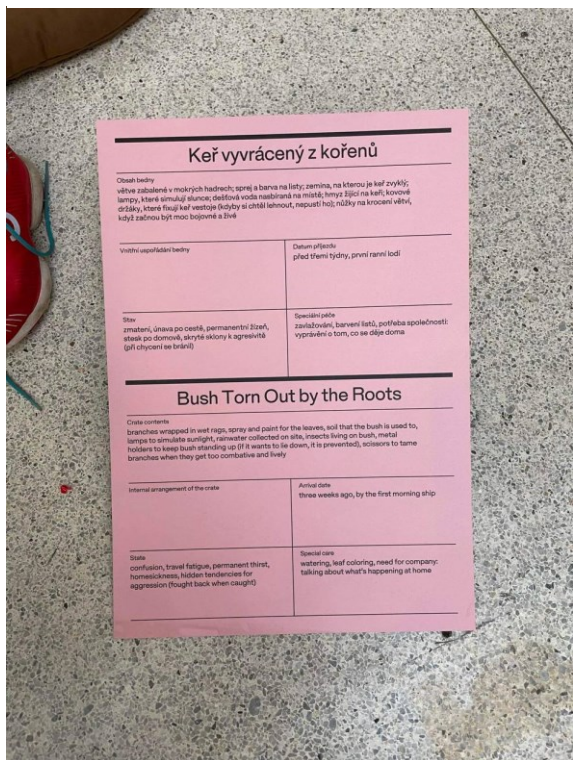 Keř vyvrácený z kořenů
Obsah bedny
větve zabalené v mokrých hadrech; sprej a barva na listy; zemina, na kterou je keř zvyklý;
lampy, které simulují slunce; dešťová voda nasbíraná na místě; hmyz žijící na keři; kovové
držáky, které fixují keř vestoje (kdyby si chtěl lehnout, nepustí ho); nůžky na krocení větví,
když začnou být moc bojovné a živé
Vnitřní uspořádání bedny
Datum příjezdu
před třemi týdny, první ranní lodí
Stav
zmatení, únava po cestě, permanentní žízeň,
stesk po domově, skryté sklony k agresivitě
(při chycení se bránil)
Speciální péče
zavlažování, barvení listů, potřeba společnosti:
vyprávění o tom, co se děje doma
Bush Torn Out by the Roots
Crate contents
branches wrapped in wet rags, spray and paint for the leaves, soil that the bush is used to,
lamps to simulate sunlight, rainwater collected on site, insects living on bush, metal
holders to keep bush standing up (if it wants to lie down, it is prevented), scissors to tame
branches when they get too combative and lively
Internal arrangement of the crate
Arrival date
three weeks ago, by the first morning ship
State
confusion, travel fatigue, permanent thirst,
homesickness, hidden tendencies for
aggression (fought back when caught)
Special care
watering, leaf coloring, need for company:
talking about what's happening at home